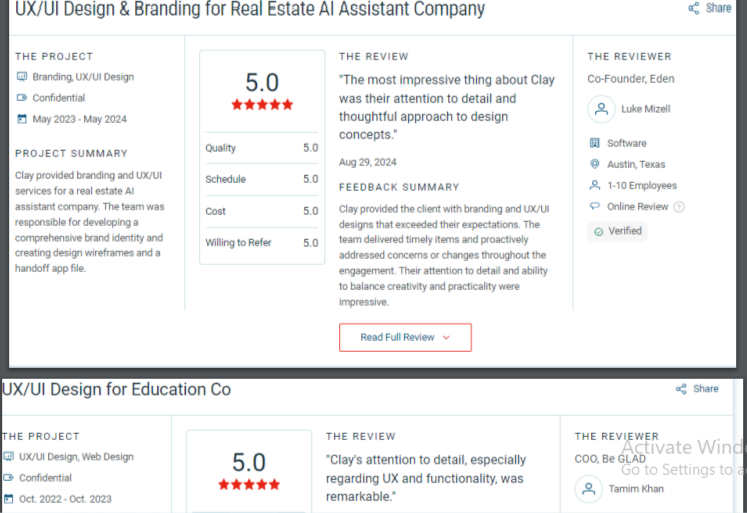 UX/UI Design & Branding for Real Estate AI Assistant Company
Share
THE PROJECT
Branding, UX/UI Design
Confidential
May 2023 - May 2024
PROJECT SUMMARY
Clay provided branding and UX/UI
services for a real estate AI
assistant company. The team was
responsible for developing a
comprehensive brand identity and
creating design wireframes and a
handoff app file.
5.0
Quality 5.0
Schedule 5.0
Cost 5.0
Willing to Refer 5.0
THE REVIEW
"The most impressive thing about Clay
was their attention to detail and
thoughtful approach to design
concepts."
Aug 29, 2024
FEEDBACK SUMMARY
Clay provided the client with branding and UX/UI
designs that exceeded their expectations. The
team delivered timely items and proactively
addressed concerns or changes throughout the
engagement. Their attention to detail and ability
to balance creativity and practicality were
impressive.
Read Full Review
THE REVIEWER
Co-Founder, Eden
Luke Mizell
Software
Austin, Texas
1-10 Employees
Online Review ?
Verified
UX/UI Design for Education Co
Share
THE PROJECT
UX/UI Design, Web Design
Confidential
Oct. 2022 - Oct. 2023
5.0
THE REVIEW
"Clay's attention to detail, especially
regarding UX and functionality, was
remarkable."
THE REVIEWER
COO, Be GLAD
Tamim Khan
Activate Wind
Go to Settings to a